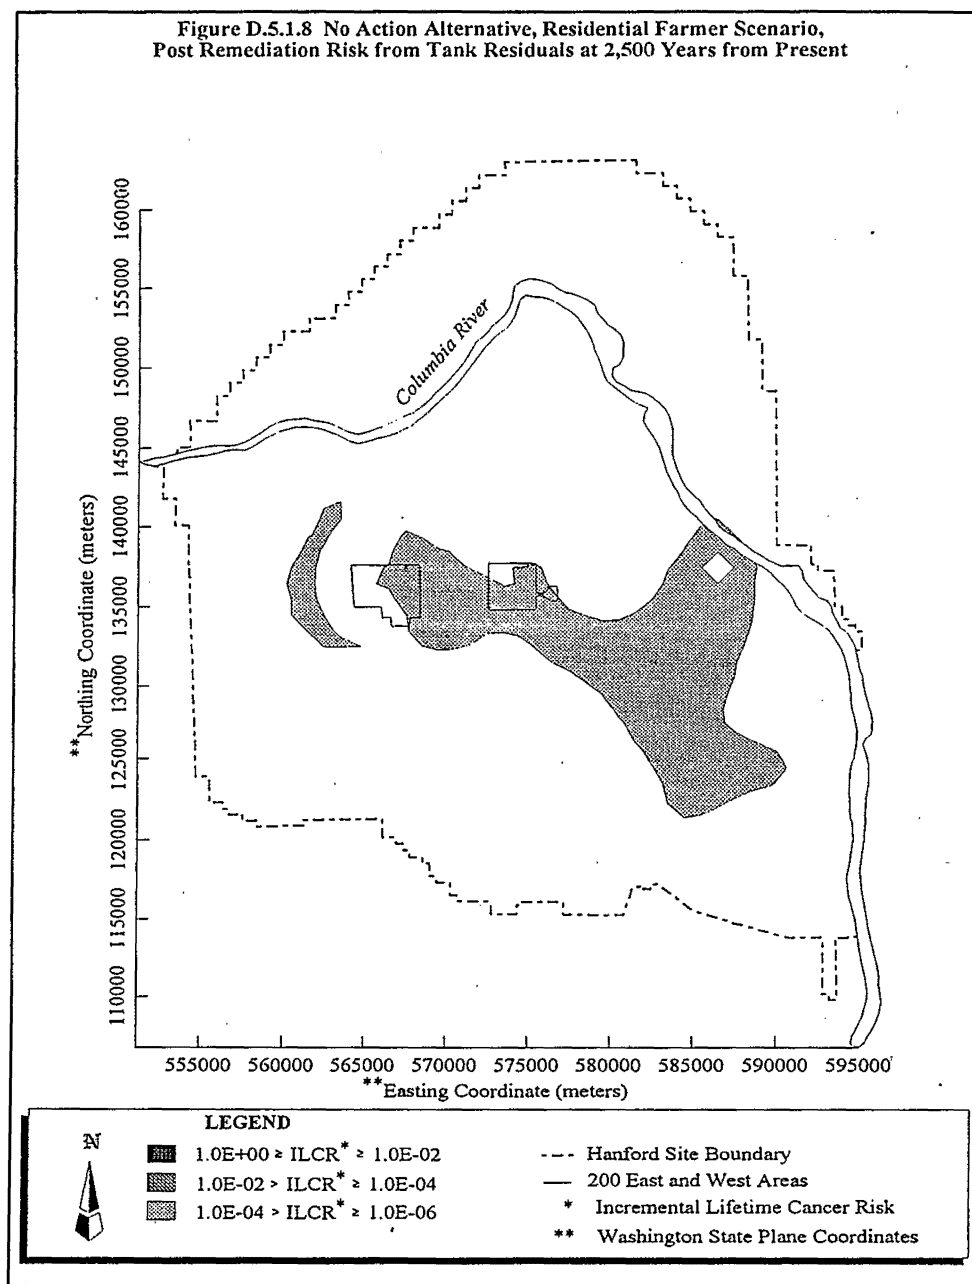 Figure D.5.1.8 No Action Alternative, Residential Farmer Scenario,
Post Remediation Risk from Tank Residuals at 2,500 Years from Present
160000
155000
150000
145000
140000
135000
130000
125000
120000
115000
110000
**Northing Coordinate (meters)
Columbia River
555000 560000 565000 570000 575000 580000 585000 590000 595000
**Easting Coordinate (meters)
LEGEND
N
1.0E+00 ≥ ILCR* ≥ 1.0E-02
1.0E-02 > ILCR* ≥ 1.0E-04
1.0E-04 > ILCR* ≥ 1.0E-06
Hanford Site Boundary
200 East and West Areas
* Incremental Lifetime Cancer Risk
** Washington State Plane Coordinates